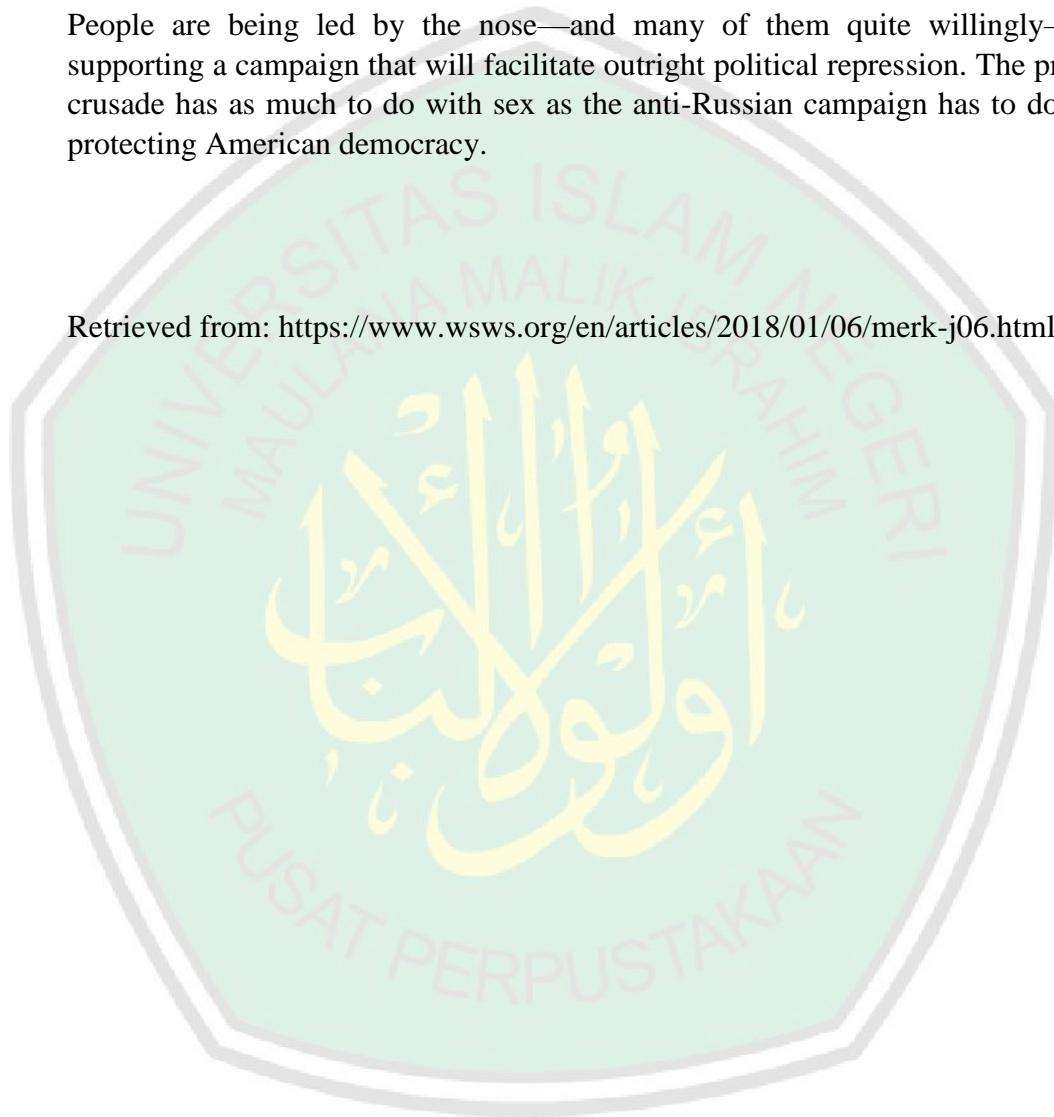 People are being led by the nose—and many of them quite willingly–
supporting a campaign that will facilitate outright political repression. The pr
crusade has as much to do with sex as the anti-Russian campaign has to do
protecting American democracy.
UNIVERSITAS ISLAM NEGERI
MAULANA MALIK IBRAHIM
Retrieved from: https://www.wsws.org/en/articles/2018/01/06/merk-j06.html
أولوا الألباب
PUSAT PERPUSTAKAAN